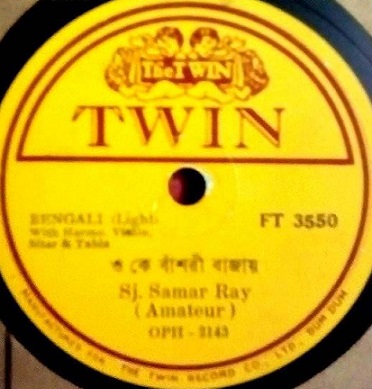 The TWIN
TWIN
BENGALI (Light)
With Harmo. Violin,
Sitar & Tabla
FT 3550
ও কে বাঁশরী বাজায়
Sj. Samar Ray
(Amateur)
OPH - 3143
MANUFACTURED FOR THE TWIN RECORD CO., LTD., DUM DUM